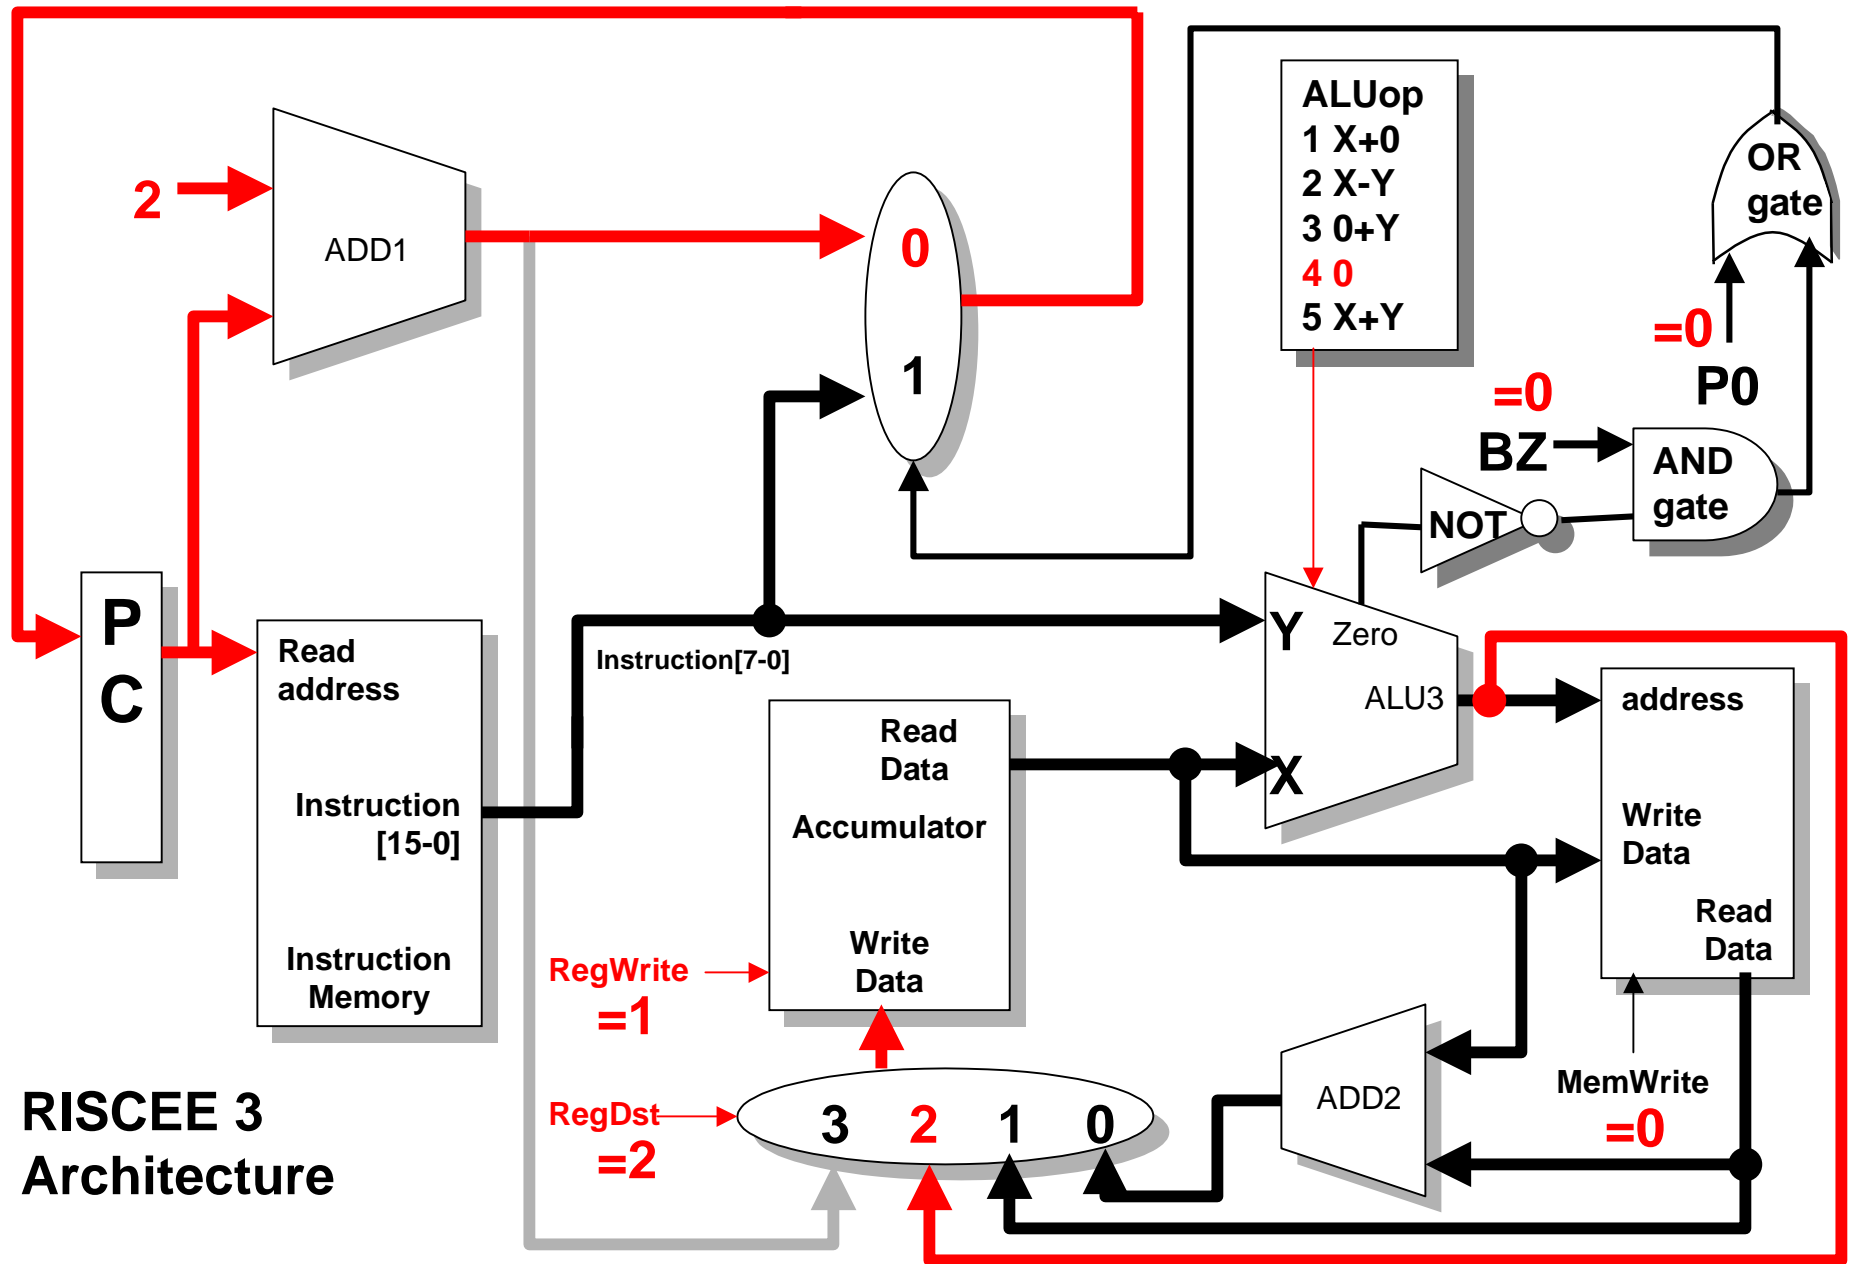 ALUop
1 X+0
2 X-Y
3 0+Y
4 0
5 X+Y
OR
gate
2
ADD1
0
1
=0
P0
=0
BZ
AND
gate
NOT
P
C
Read
address
Instruction
[15-0]
Instruction
Memory
Instruction[7-0]
Y
Zero
ALU3
X
Read
Data
Accumulator
Write
Data
address
Write
Data
Read
Data
RegWrite
=1
RegDst
=2
3 2 1 0
ADD2
MemWrite
=0
RISCEE 3
Architecture